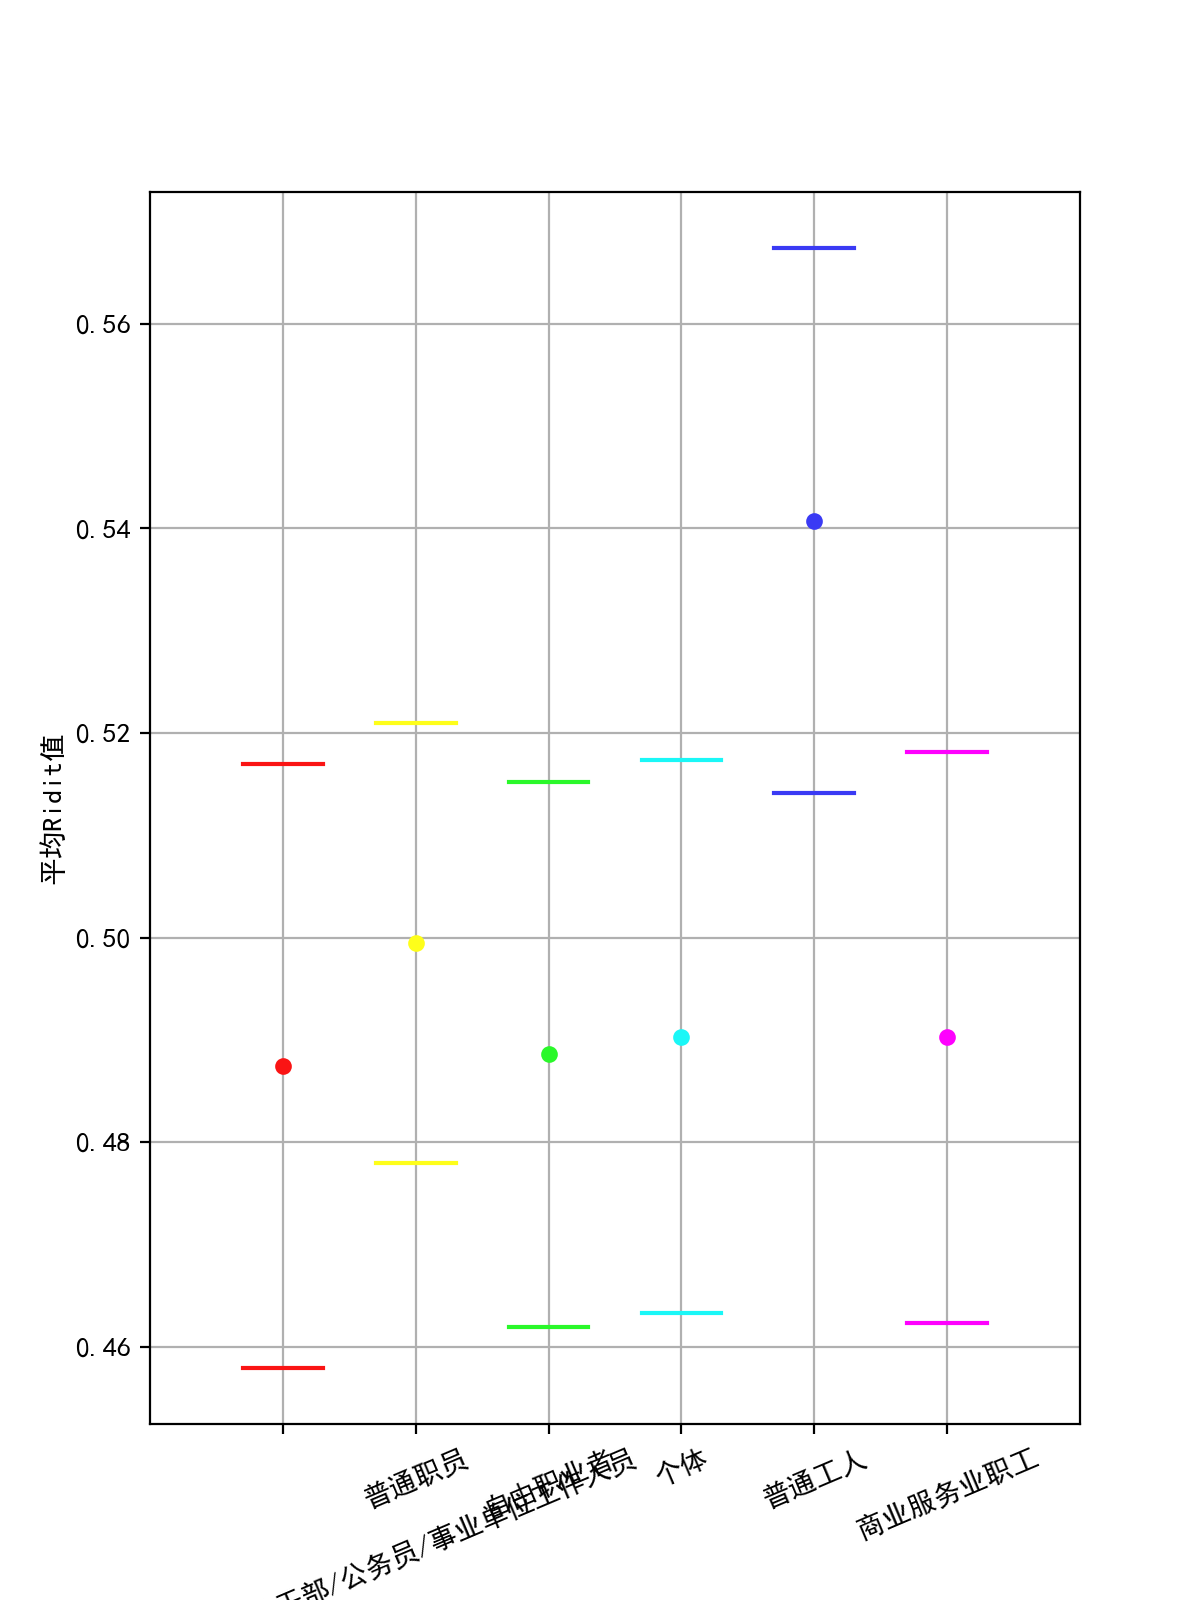 平均Ridit值
0.56
0.54
0.52
0.50
0.48
0.46
普通职员
自由职业者
个体
普通工人
商业服务业职工
干部/公务员/事业单位工作人员